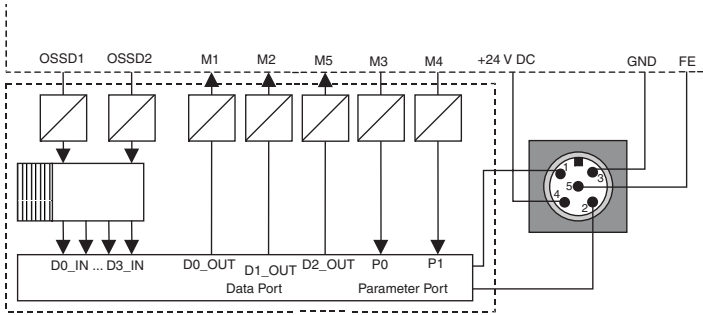 OSSD1 OSSD2 M1 M2 M5 M3 M4 +24 V DC GND FE
1
3
5
4
2
D0_IN ... D3_IN D0_OUT D1_OUT D2_OUT P0 P1
Data Port Parameter Port